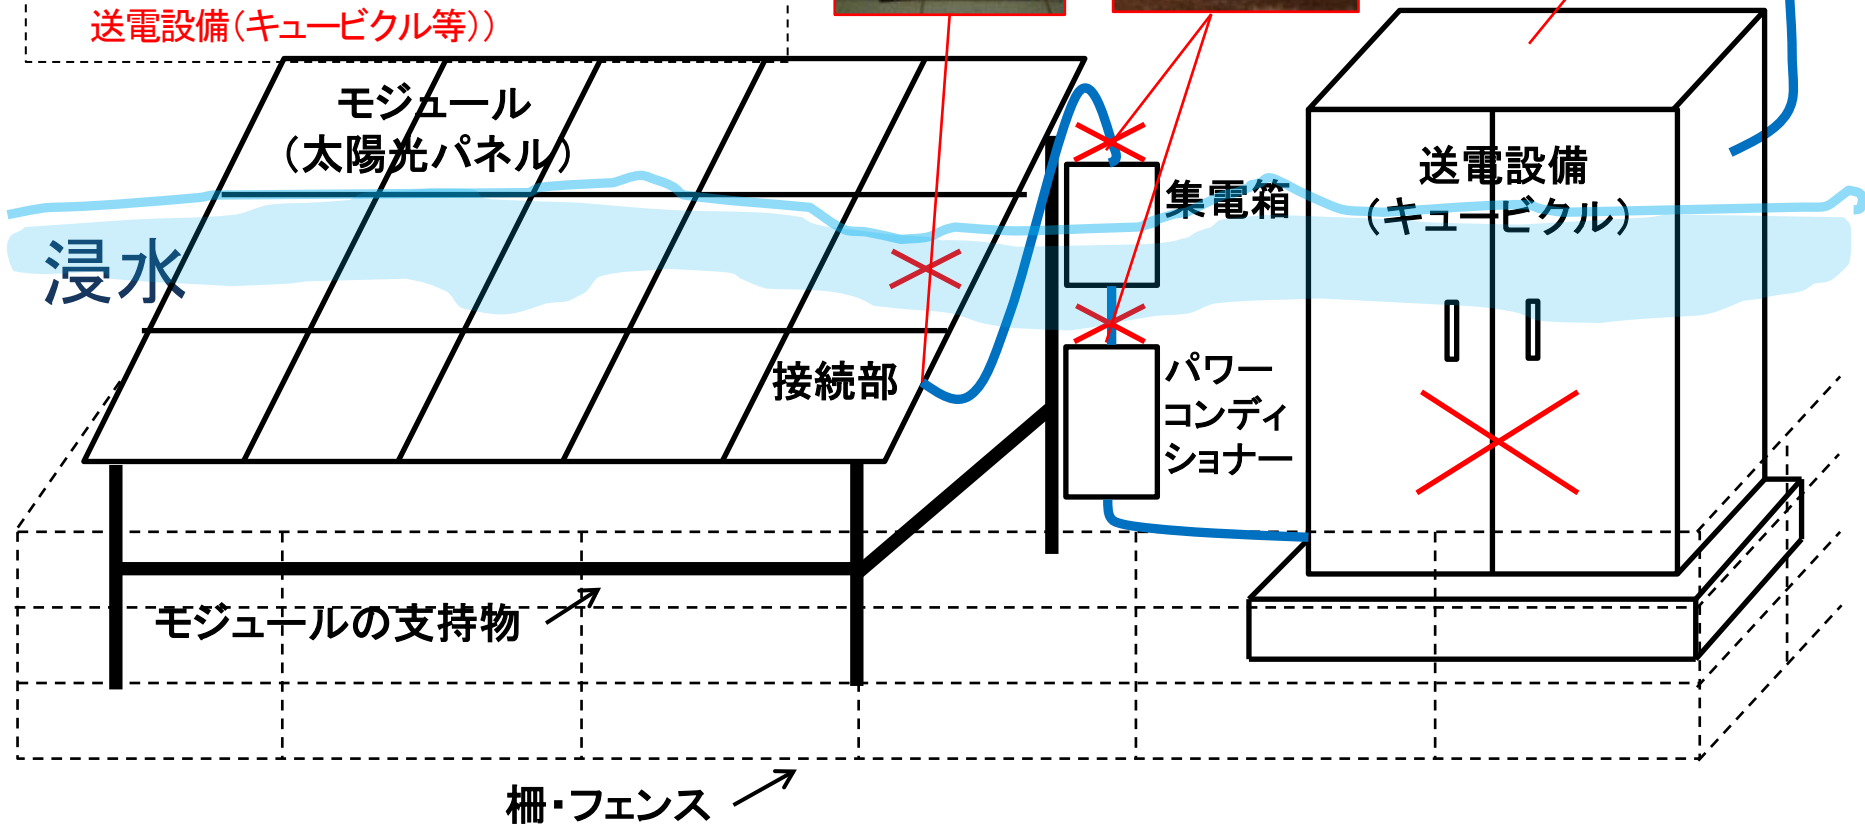 送電設備(キュービクル等))
モジュール
(太陽光パネル)
送電設備
(キュービクル)
集電箱
浸水
接続部
パワー
コンディ
ショナー
モジュールの支持物
柵・フェンス